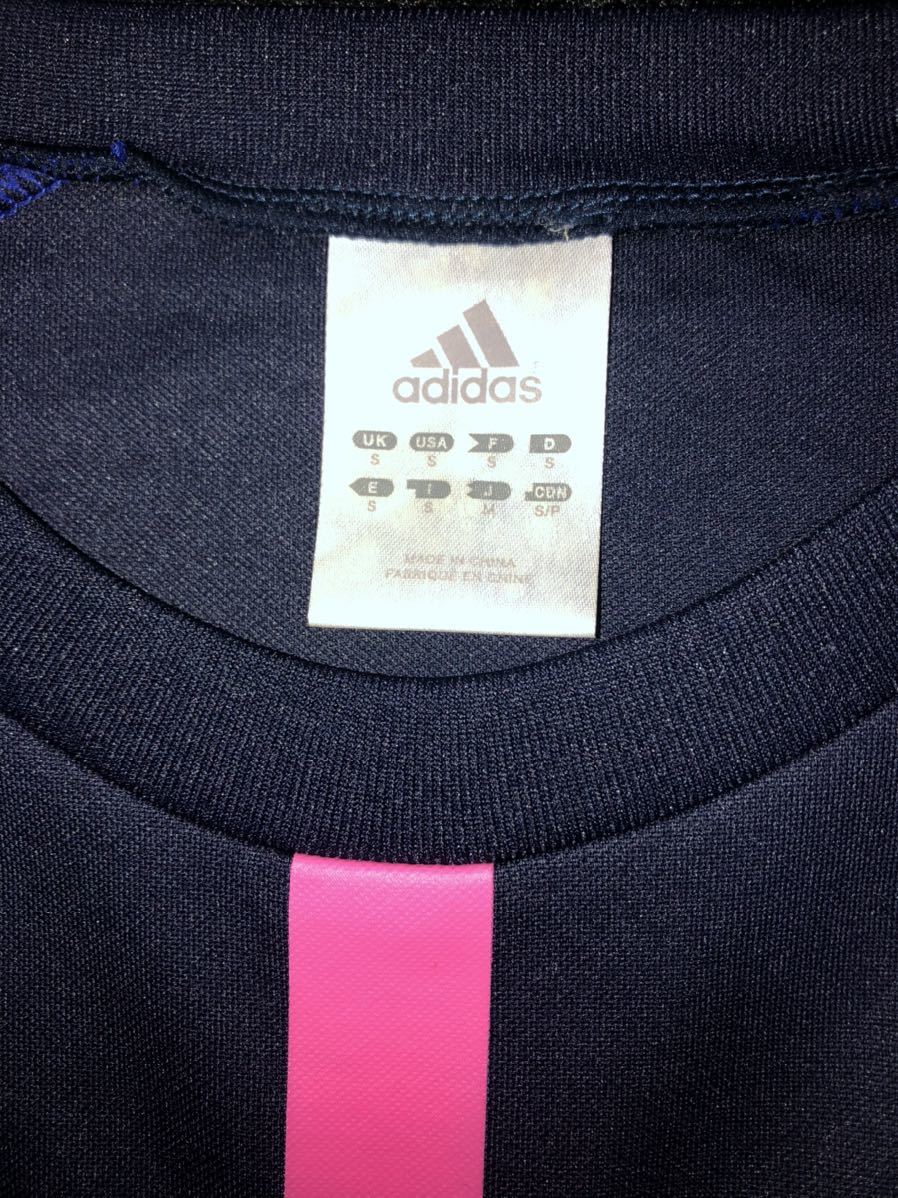 adidas
UK USA F D
S S S S
E I J CDN
S S M S/P
MADE IN CHINA
FABRIQUE EN CHINE